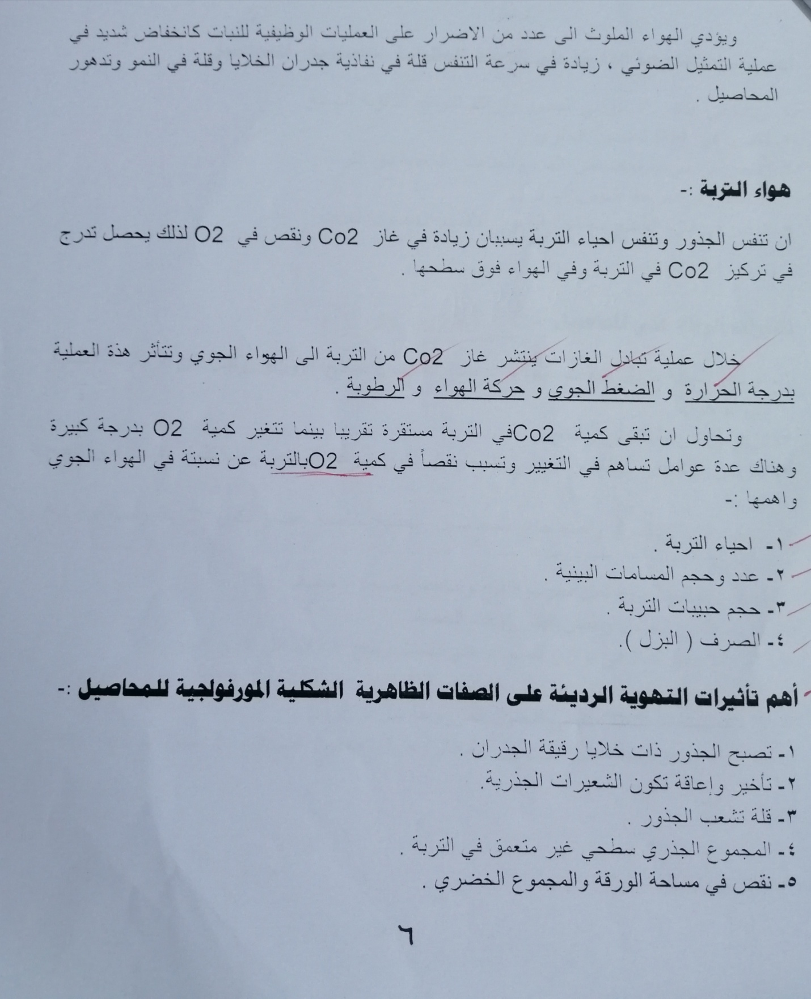 ويؤدي الهواء الملوث الى عدد من الاضرار على العمليات الوظيفية للنبات كانخفاض شديد في
عملية التمثيل الضوئي ، زيادة في سرعة التنفس قلة في نفاذية جدران الخلايا وقلة في النمو وتدهور
المحاصيل .
هواء التربة :-
ان تنفس الجذور وتنفس احياء التربة يسببان زيادة في غاز Co2 ونقص في O2 لذلك يحصل تدرج
في تركيز Co2 في التربة وفي الهواء فوق سطحها .
خلال عملية تبادل الغازات ينتشر غاز Co2 من التربة الى الهواء الجوي وتتأثر هذة العملية
بدرجة الحرارة و الضغط الجوي و حركة الهواء و الرطوبة .
وتحاول ان تبقى كمية Co2في التربة مستقرة تقريبا بينما تتغير كمية O2 بدرجة كبيرة
وهناك عدة عوامل تساهم في التغيير وتسبب نقصاً في كمية O2بالتربة عن نسبتة في الهواء الجوي
واهمها :-
١- احياء التربة .
٢- عدد وحجم المسامات البينية .
٣- حجم حبيبات التربة .
٤- الصرف ( البزل ).
أهم تأثيرات التهوية الرديئة على الصفات الظاهرية الشكلية المورفولجية للمحاصيل :-
١- تصبح الجذور ذات خلايا رقيقة الجدران .
٢- تأخير وإعاقة تكون الشعيرات الجذرية.
٣- قلة تشعب الجذور .
٤- المجموع الجذري سطحي غير متعمق في التربة .
٥- نقص في مساحة الورقة والمجموع الخضري .
٦